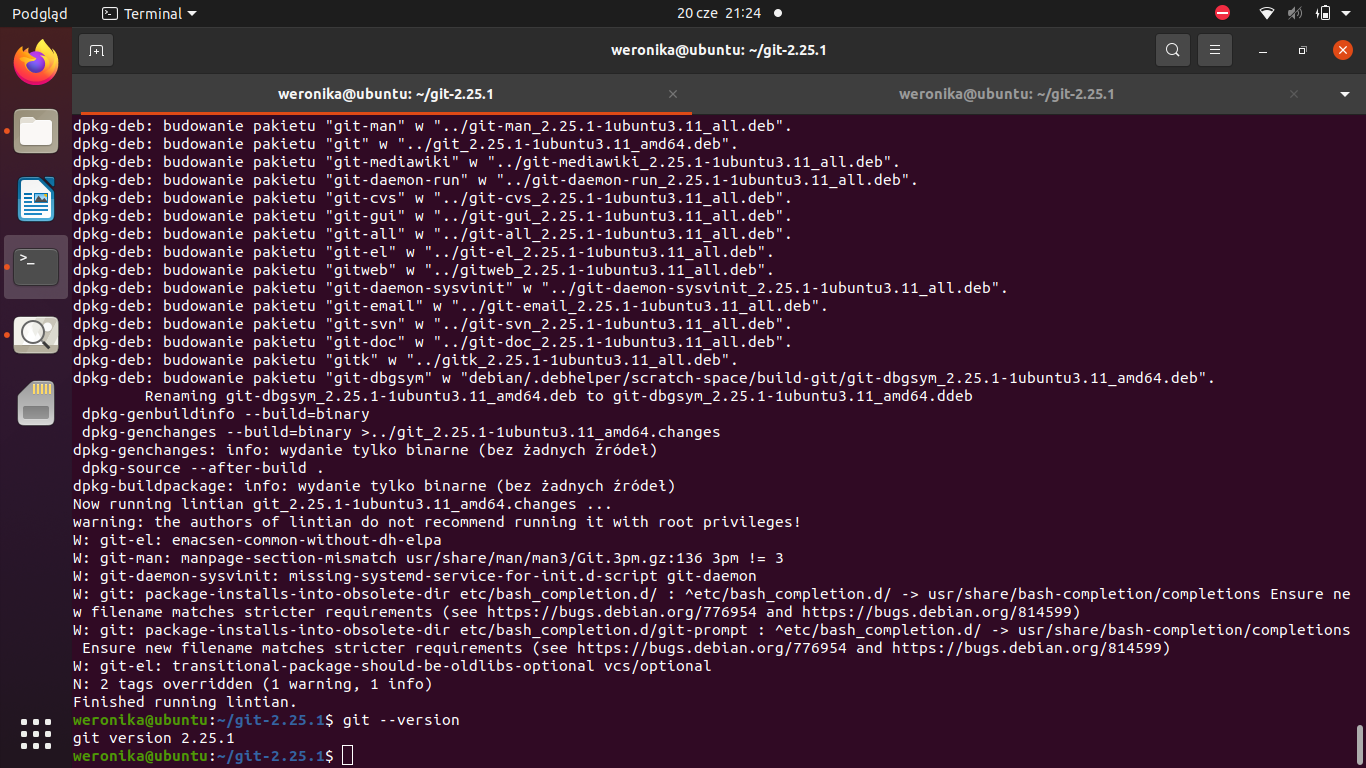 Podgląd
Terminal
20 cze 21:24
weronika@ubuntu: ~/git-2.25.1
weronika@ubuntu: ~/git-2.25.1
weronika@ubuntu: ~/git-2.25.1
dpkg-deb: budowanie pakietu "git-man" w "../git-man_2.25.1-1ubuntu3.11_all.deb".
dpkg-deb: budowanie pakietu "git" w "../git_2.25.1-1ubuntu3.11_amd64.deb".
dpkg-deb: budowanie pakietu "git-mediawiki" w "../git-mediawiki_2.25.1-1ubuntu3.11_all.deb".
dpkg-deb: budowanie pakietu "git-daemon-run" w "../git-daemon-run_2.25.1-1ubuntu3.11_all.deb".
dpkg-deb: budowanie pakietu "git-cvs" w "../git-cvs_2.25.1-1ubuntu3.11_all.deb".
dpkg-deb: budowanie pakietu "git-gui" w "../git-gui_2.25.1-1ubuntu3.11_all.deb".
dpkg-deb: budowanie pakietu "git-all" w "../git-all_2.25.1-1ubuntu3.11_all.deb".
dpkg-deb: budowanie pakietu "git-el" w "../git-el_2.25.1-1ubuntu3.11_all.deb".
dpkg-deb: budowanie pakietu "gitweb" w "../gitweb_2.25.1-1ubuntu3.11_all.deb".
dpkg-deb: budowanie pakietu "git-daemon-sysvinit" w "../git-daemon-sysvinit_2.25.1-1ubuntu3.11_all.deb".
dpkg-deb: budowanie pakietu "git-email" w "../git-email_2.25.1-1ubuntu3.11_all.deb".
dpkg-deb: budowanie pakietu "git-svn" w "../git-svn_2.25.1-1ubuntu3.11_all.deb".
dpkg-deb: budowanie pakietu "git-doc" w "../git-doc_2.25.1-1ubuntu3.11_all.deb".
dpkg-deb: budowanie pakietu "gitk" w "../gitk_2.25.1-1ubuntu3.11_all.deb".
dpkg-deb: budowanie pakietu "git-dbgsym" w "debian/.debhelper/scratch-space/build-git/git-dbgsym_2.25.1-1ubuntu3.11_amd64.deb".
Renaming git-dbgsym_2.25.1-1ubuntu3.11_amd64.deb to git-dbgsym_2.25.1-1ubuntu3.11_amd64.ddeb
dpkg-genbuildinfo --build=binary
dpkg-genchanges --build=binary >../git_2.25.1-1ubuntu3.11_amd64.changes
dpkg-genchanges: info: wydanie tylko binarne (bez żadnych źródeł)
dpkg-source --after-build .
dpkg-buildpackage: info: wydanie tylko binarne (bez żadnych źródeł)
Now running lintian git_2.25.1-1ubuntu3.11_amd64.changes ...
warning: the authors of lintian do not recommend running it with root privileges!
W: git-el: emacsen-common-without-dh-elpa
W: git-man: manpage-section-mismatch usr/share/man/man3/Git.3pm.gz:136 3pm != 3
W: git-daemon-sysvinit: missing-systemd-service-for-init.d-script git-daemon
W: git: package-installs-into-obsolete-dir etc/bash_completion.d/ : ^etc/bash_completion.d/ -> usr/share/bash-completion/completions Ensure ne
w filename matches stricter requirements (see https://bugs.debian.org/776954 and https://bugs.debian.org/814599)
W: git: package-installs-into-obsolete-dir etc/bash_completion.d/git-prompt : ^etc/bash_completion.d/ -> usr/share/bash-completion/completions
Ensure new filename matches stricter requirements (see https://bugs.debian.org/776954 and https://bugs.debian.org/814599)
W: git-el: transitional-package-should-be-oldlibs-optional vcs/optional
N: 2 tags overridden (1 warning, 1 info)
Finished running lintian.
weronika@ubuntu:~/git-2.25.1$ git --version
git version 2.25.1
weronika@ubuntu:~/git-2.25.1$